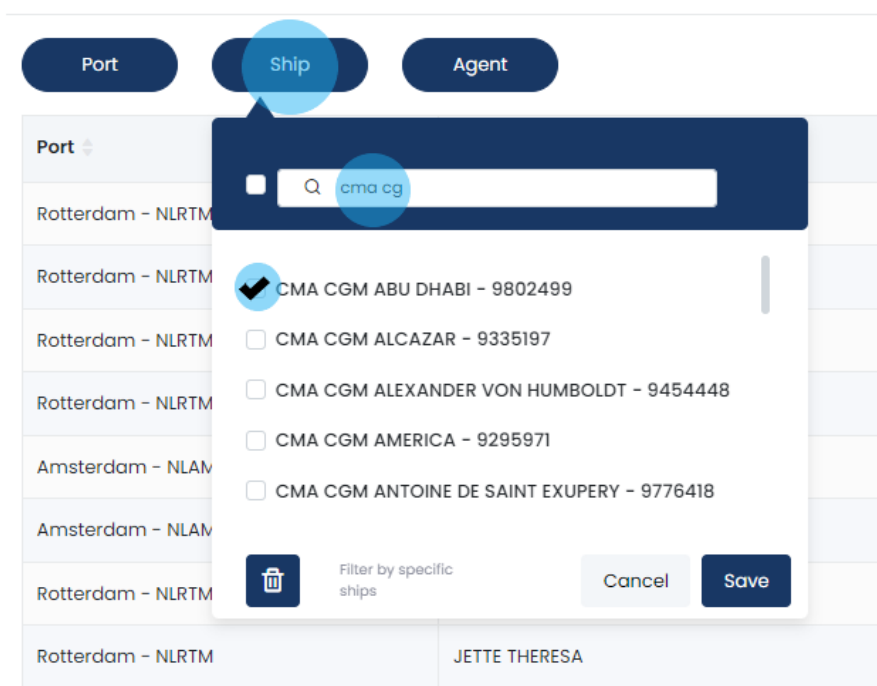 Port
Ship
Agent
Port
cma cg
Rotterdam - NLRTM
Rotterdam - NLRTM
CMA CGM ABU DHABI - 9802499
Rotterdam - NLRTM
CMA CGM ALCAZAR - 9335197
Rotterdam - NLRTM
CMA CGM ALEXANDER VON HUMBOLDT - 9454448
Amsterdam - NLAM
CMA CGM AMERICA - 9295971
Amsterdam - NLAM
CMA CGM ANTOINE DE SAINT EXUPERY - 9776418
Rotterdam - NLRTM
Filter by specific
ships
Cancel
Save
Rotterdam - NLRTM
JETTE THERESA